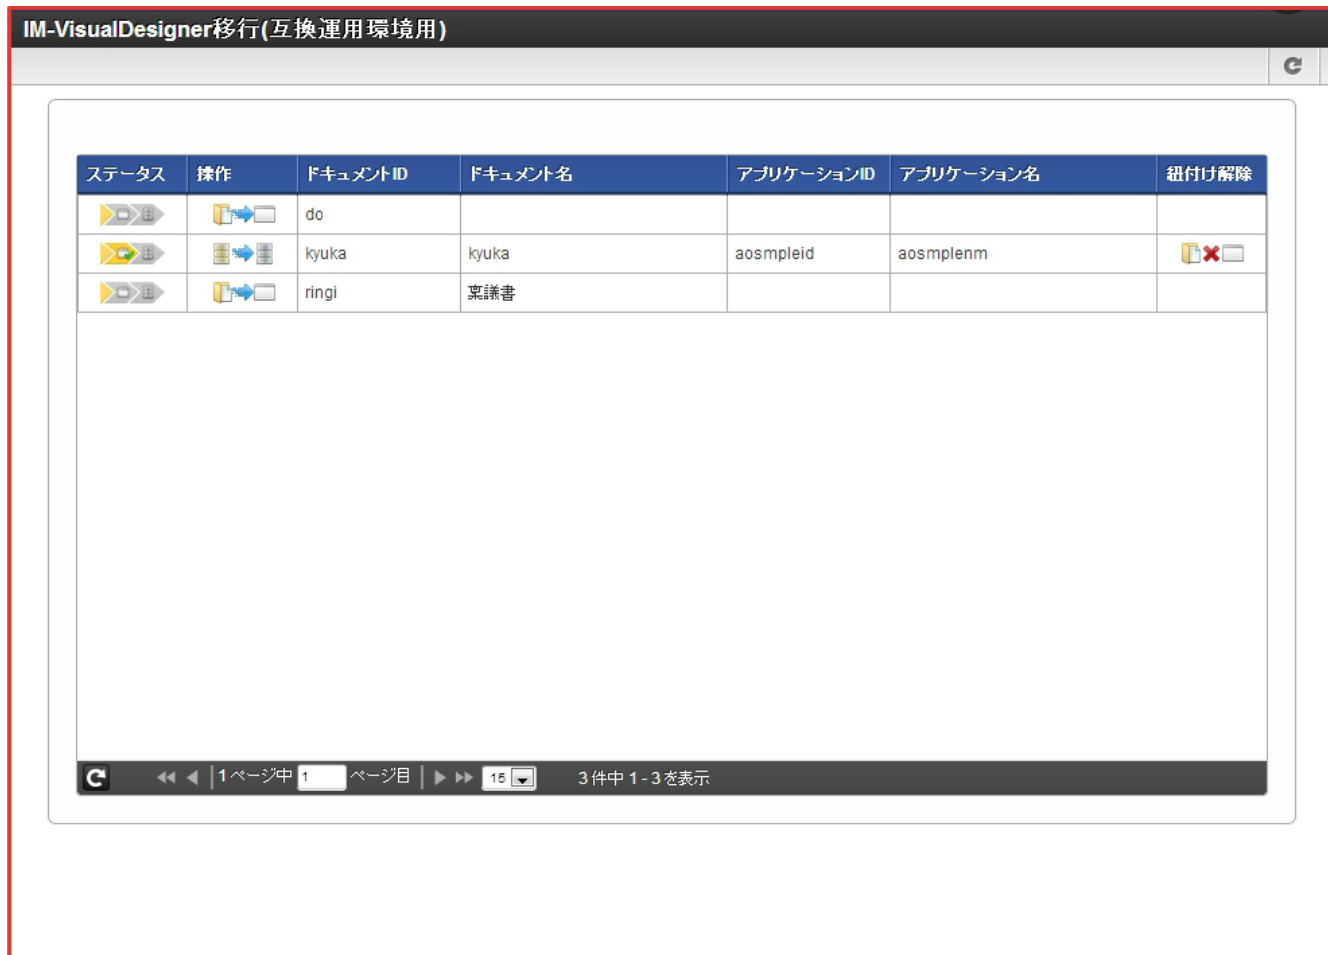 IM-VisualDesigner移行(互換運用環境用)
ステータス 操作 ドキュメントID ドキュメント名 アプリケーションID アプリケーション名 紐付け解除
do
kyuka kyuka aosmpleid aosmplenm
ringi 稟議書
1 ページ中 1 ページ目 15 3 件中 1 - 3 を表示